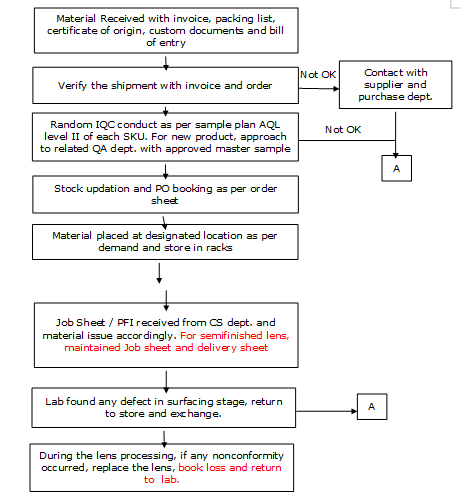 Material Received with invoice, packing list,
certificate of origin, custom documents and bill
of entry
Verify the shipment with invoice and order
Not OK
Contact with
supplier and
purchase dept.
Random IQC conduct as per sample plan AQL
level II of each SKU. For new product, approach
to related QA dept. with approved master sample
Not OK
A
Stock updation and PO booking as per order
sheet
Material placed at designated location as per
demand and store in racks
Job Sheet / PFI received from CS dept. and
material issue accordingly. For semifinished lens,
maintained Job sheet and delivery sheet
Lab found any defect in surfacing stage, return
to store and exchange.
A
During the lens processing, if any nonconformity
occurred, replace the lens, book loss and return
to lab.